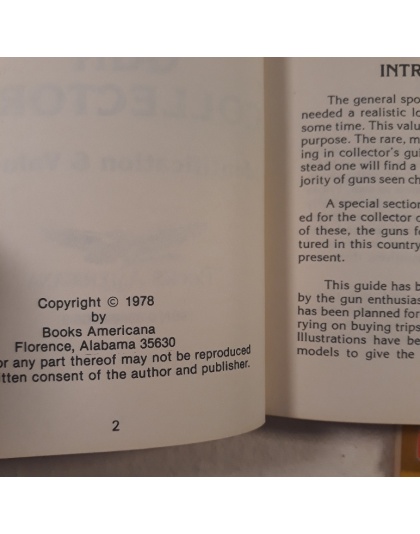 Copyright © 1978
by
Books Americana
Florence, Alabama 35630
or any part thereof may not be reproduced
tten consent of the author and publisher.
2
INTR
The general spo
needed a realistic lo
some time. This valu
purpose. The rare, m
ing in collector's gui
stead one will find a
jority of guns seen ch
A special section
ed for the collector o
of these, the guns fo
tured in this country
present.
This guide has b
by the gun enthusias
has been planned for
rying on buying trips
Illustrations have be
models to give the